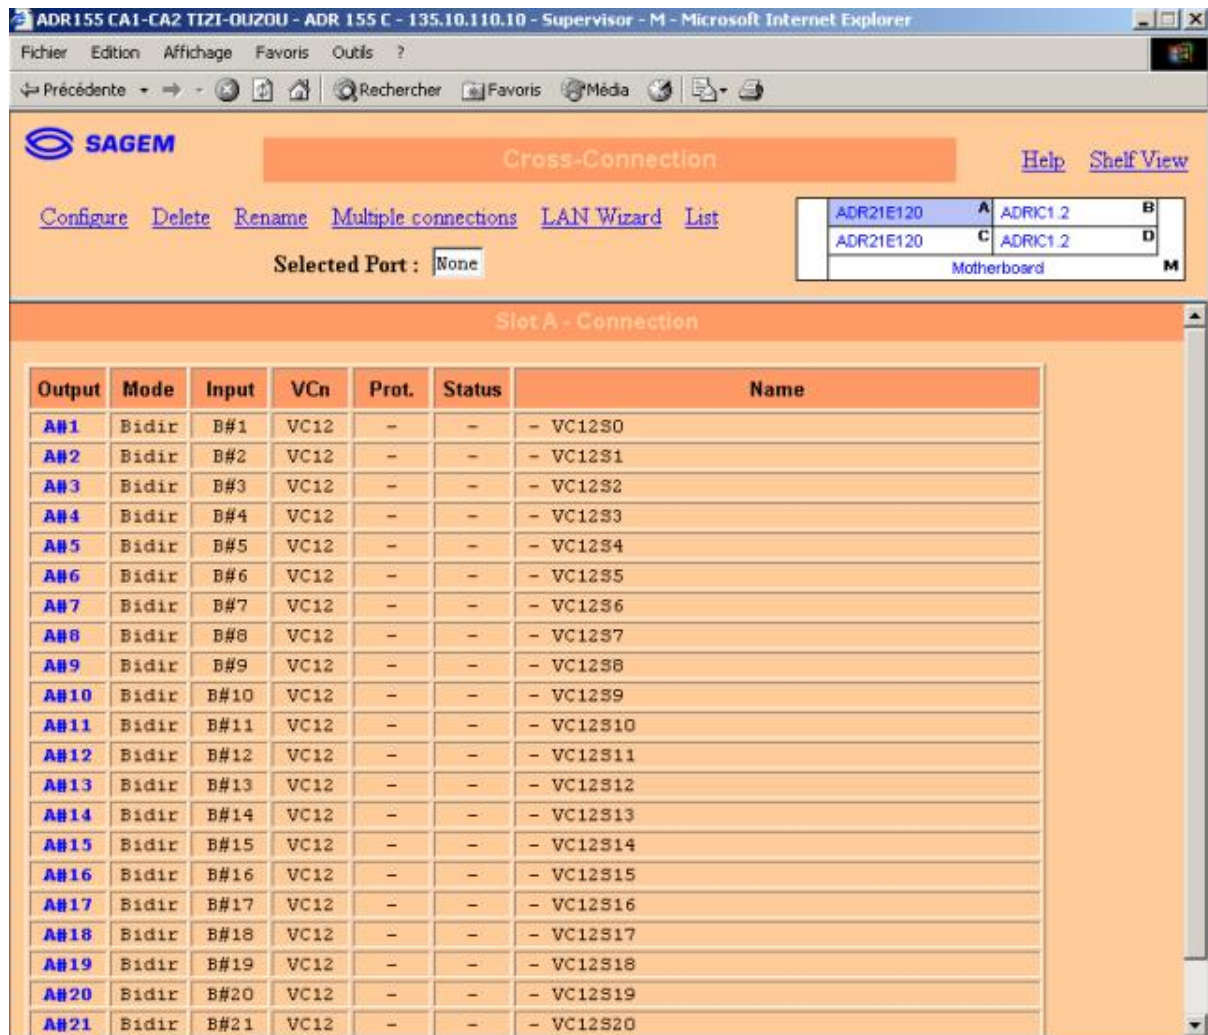 ADR155 CA1-CA2 TIZI-OUZOU - ADR 155 C - 135.10.110.10 - Supervisor - M - Microsoft Internet Explorer
Fichier Edition Affichage Favoris Outils ?
Précédente Rechercher Favoris Média
SAGEM
Cross-Connection
Help Shelf View
Configure Delete Rename Multiple connections LAN Wizard List
ADR21E120 A ADRIC1.2 B
ADR21E120 C ADRIC1.2 D
Motherboard M
Selected Port : None
Slot A - Connection
Output Mode Input VCn Prot. Status Name
A#1 Bidir B#1 VC12 - - - VC12S0
A#2 Bidir B#2 VC12 - - - VC12S1
A#3 Bidir B#3 VC12 - - - VC12S2
A#4 Bidir B#4 VC12 - - - VC12S3
A#5 Bidir B#5 VC12 - - - VC12S4
A#6 Bidir B#6 VC12 - - - VC12S5
A#7 Bidir B#7 VC12 - - - VC12S6
A#8 Bidir B#8 VC12 - - - VC12S7
A#9 Bidir B#9 VC12 - - - VC12S8
A#10 Bidir B#10 VC12 - - - VC12S9
A#11 Bidir B#11 VC12 - - - VC12S10
A#12 Bidir B#12 VC12 - - - VC12S11
A#13 Bidir B#13 VC12 - - - VC12S12
A#14 Bidir B#14 VC12 - - - VC12S13
A#15 Bidir B#15 VC12 - - - VC12S14
A#16 Bidir B#16 VC12 - - - VC12S15
A#17 Bidir B#17 VC12 - - - VC12S16
A#18 Bidir B#18 VC12 - - - VC12S17
A#19 Bidir B#19 VC12 - - - VC12S18
A#20 Bidir B#20 VC12 - - - VC12S19
A#21 Bidir B#21 VC12 - - - VC12S20